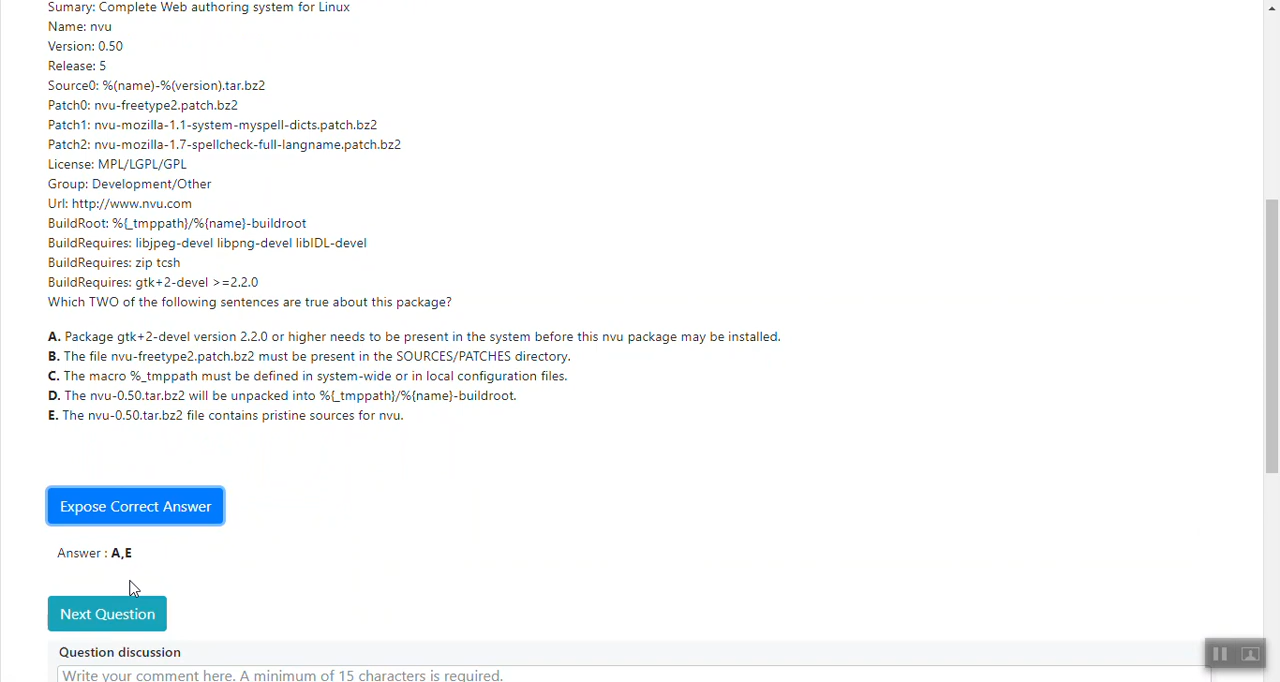 Sumary: Complete Web authoring system for Linux
Name: nvu
Version: 0.50
Release: 5
Source0: %(name)-%(version).tar.bz2
Patch0: nvu-freetype2.patch.bz2
Patch1: nvu-mozilla-1.1-system-myspell-dicts.patch.bz2
Patch2: nvu-mozilla-1.7-spellcheck-full-langname.patch.bz2
License: MPL/LGPL/GPL
Group: Development/Other
Url: http://www.nvu.com
BuildRoot: %{_tmppath}/%{name}-buildroot
BuildRequires: libjpeg-devel libpng-devel libIDL-devel
BuildRequires: zip tcsh
BuildRequires: gtk+2-devel >=2.2.0
Which TWO of the following sentences are true about this package?
A. Package gtk+2-devel version 2.2.0 or higher needs to be present in the system before this nvu package may be installed.
B. The file nvu-freetype2.patch.bz2 must be present in the SOURCES/PATCHES directory.
C. The macro %_tmppath must be defined in system-wide or in local configuration files.
D. The nvu-0.50.tar.bz2 will be unpacked into %{_tmppath}/%{name}-buildroot.
E. The nvu-0.50.tar.bz2 file contains pristine sources for nvu.
Expose Correct Answer
Answer : A,E
Next Question
Question discussion
Write your comment here. A minimum of 15 characters is required.